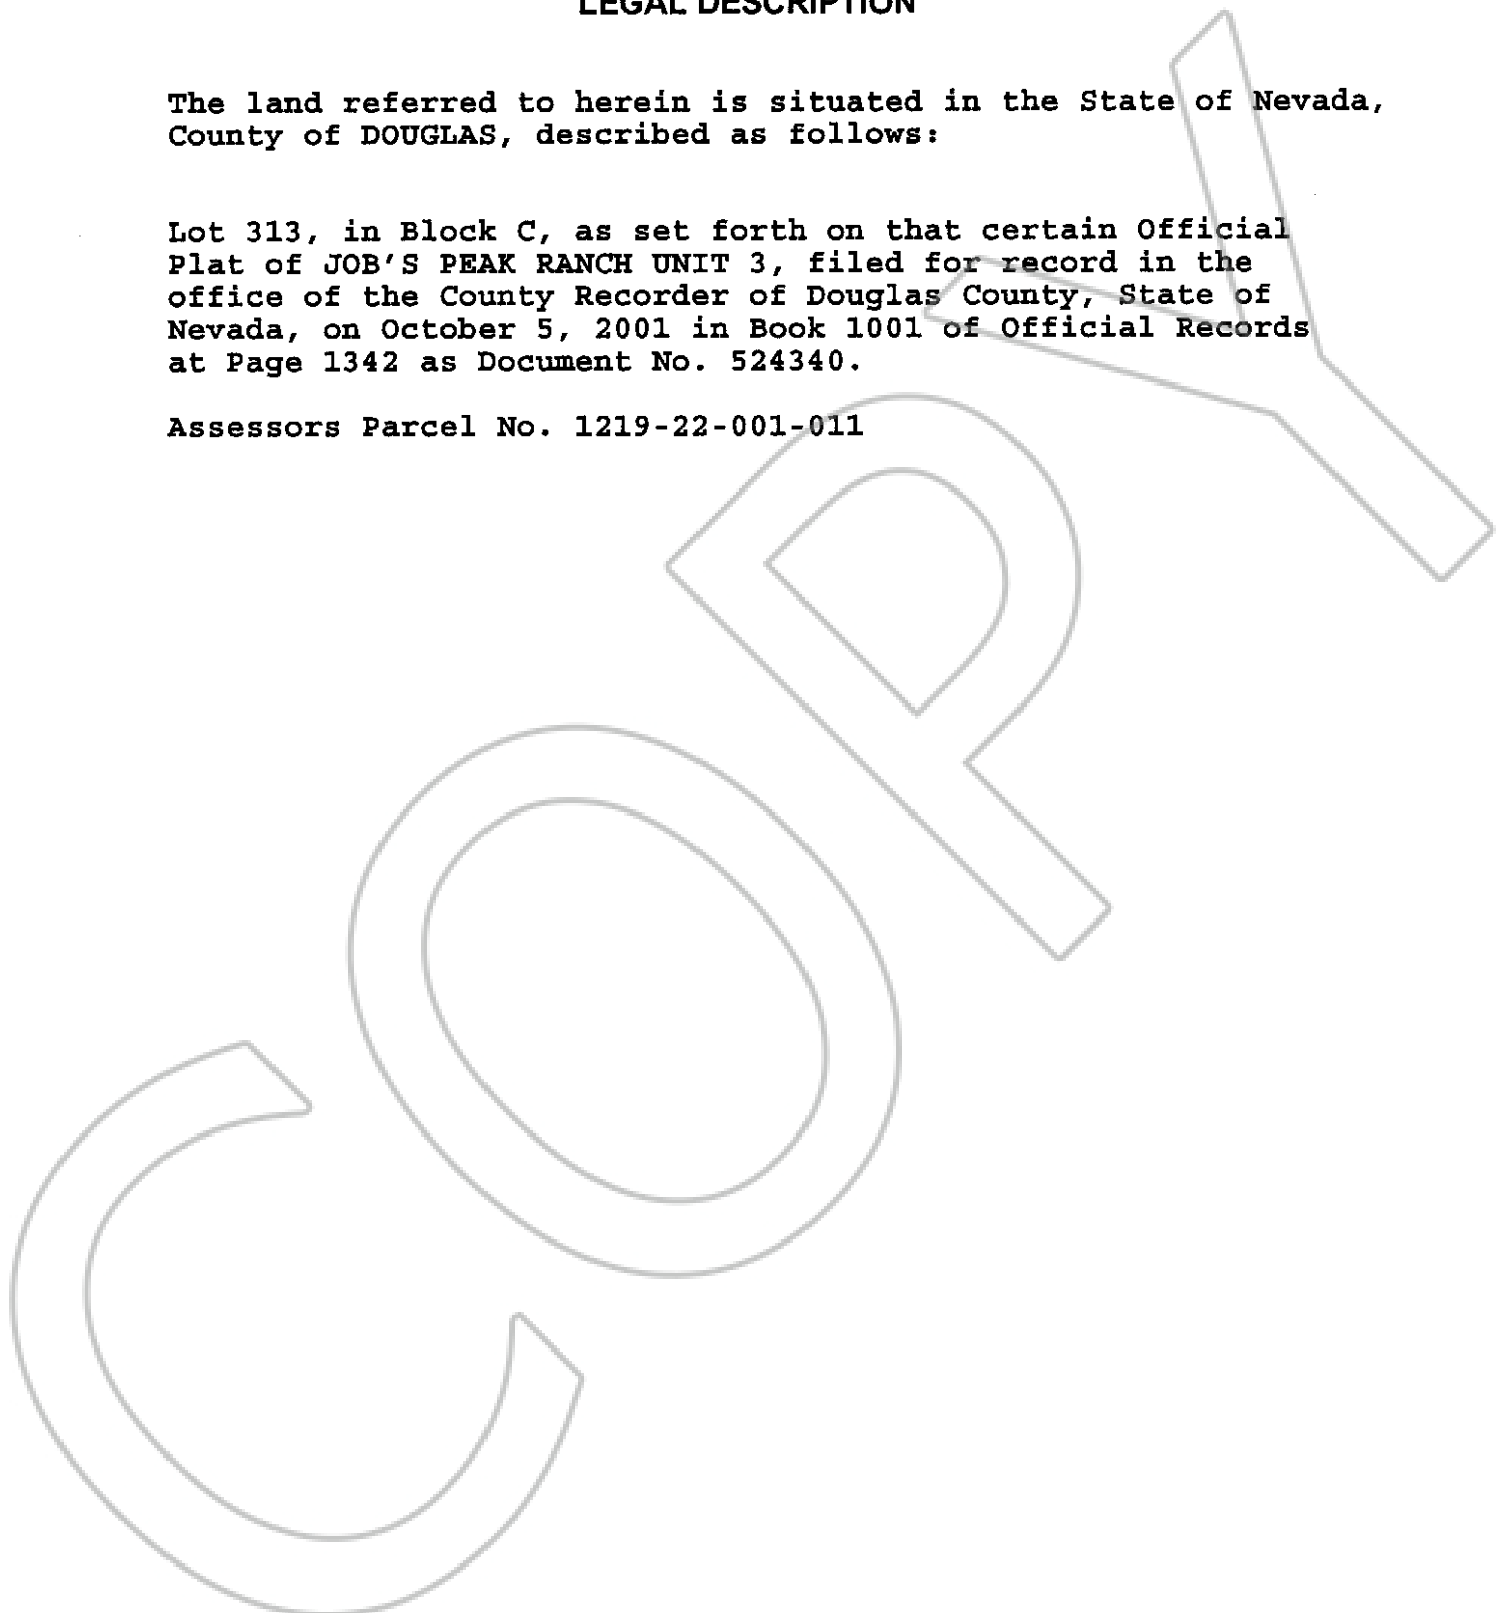 LEGAL DESCRIPTION
The land referred to herein is situated in the State of Nevada,
County of DOUGLAS, described as follows:
Lot 313, in Block C, as set forth on that certain Official
Plat of JOB'S PEAK RANCH UNIT 3, filed for record in the
office of the County Recorder of Douglas County, State of
Nevada, on October 5, 2001 in Book 1001 of Official Records
at Page 1342 as Document No. 524340.
Assessors Parcel No. 1219-22-001-011
COPY